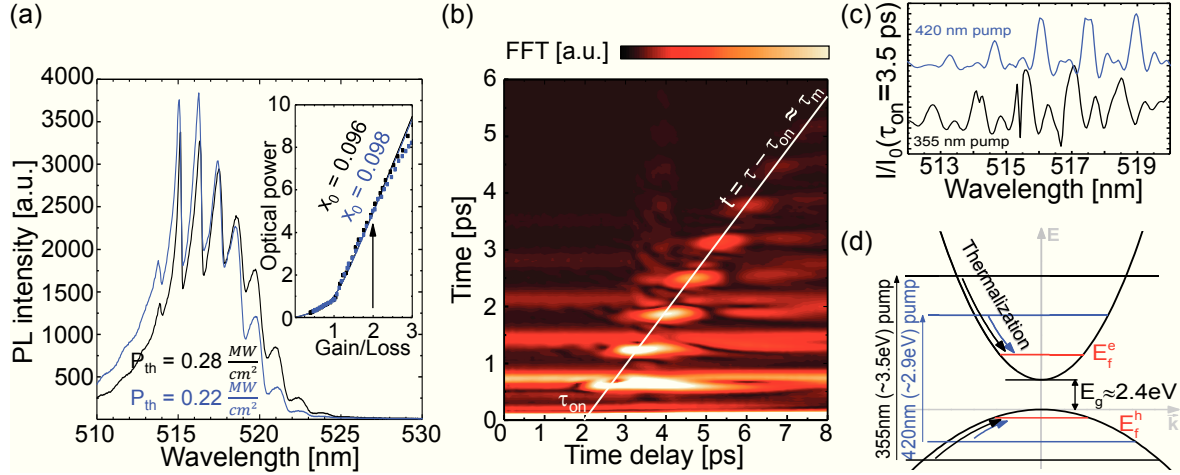 (a)
4000
3500
3000
2500
2000
1500
1000
500
PL intensity [a.u.]
510 515 520 525 530
Wavelength [nm]
P_th = 0.28 MW/cm²
P_th = 0.22 MW/cm²
10
8
6
4
2
0
Optical power
0 1 2 3
Gain/Loss
x₀ = 0.096
x₀ = 0.098
(b)
FFT [a.u.]
6
5
4
3
2
1
0
Time [ps]
0 1 2 3 4 5 6 7 8
Time delay [ps]
τ_on
t = τ − τ_on ≈ τ_m
(c)
I/I₀(τ_on=3.5 ps)
420 nm pump
355 nm pump
513 515 517 519
Wavelength [nm]
(d)
E
k
355nm (~3.5eV) pump
420nm (~2.9eV) pump
Thermalization
E_f^e
E_g≈2.4eV
E_f^h